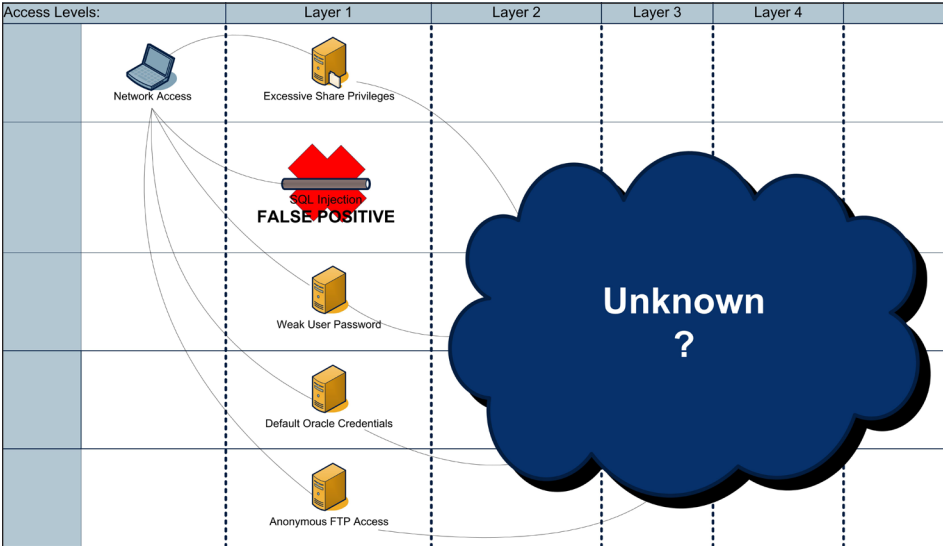 Access Levels:
Layer 1
Layer 2
Layer 3
Layer 4
Network Access
Excessive Share Privileges
SQL Injection
FALSE POSITIVE
Weak User Password
Default Oracle Credentials
Anonymous FTP Access
Unknown
?